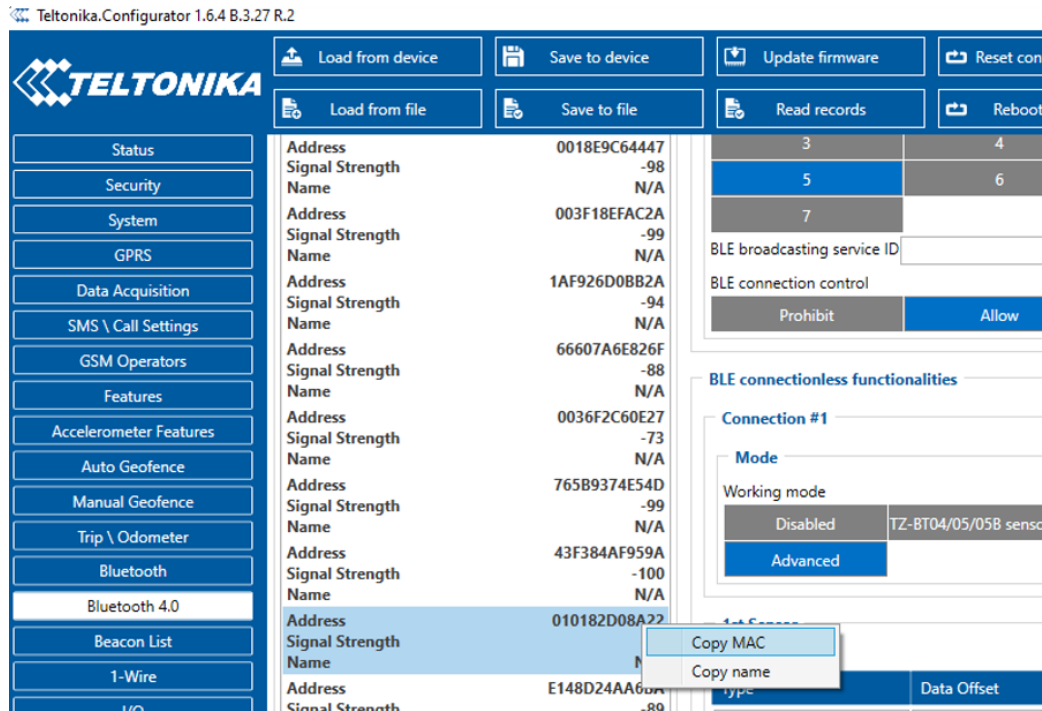 Teltonika.Configurator 1.6.4 B.3.27 R.2
TELTONIKA
Load from device
Save to device
Update firmware
Reset con
Load from file
Save to file
Read records
Reboot
Status
Security
System
GPRS
Data Acquisition
SMS \ Call Settings
GSM Operators
Features
Accelerometer Features
Auto Geofence
Manual Geofence
Trip \ Odometer
Bluetooth
Bluetooth 4.0
Beacon List
1-Wire
I/O
Address 0018E9C64447
Signal Strength -98
Name N/A
Address 003F18EFAC2A
Signal Strength -99
Name N/A
Address 1AF926D0BB2A
Signal Strength -94
Name N/A
Address 66607A6E826F
Signal Strength -88
Name N/A
Address 0036F2C60E27
Signal Strength -73
Name N/A
Address 765B9374E54D
Signal Strength -99
Name N/A
Address 43F384AF959A
Signal Strength -100
Name N/A
Address 010182D08A22
Signal Strength
Name
Address E148D24AA6BA
Signal Strength -89
Copy MAC
Copy name
3 4
5 6
7
BLE broadcasting service ID
BLE connection control
Prohibit Allow
BLE connectionless functionalities
Connection #1
Mode
Working mode
Disabled TZ-BT04/05/05B senso
Advanced
1st Sensor
Type Data Offset